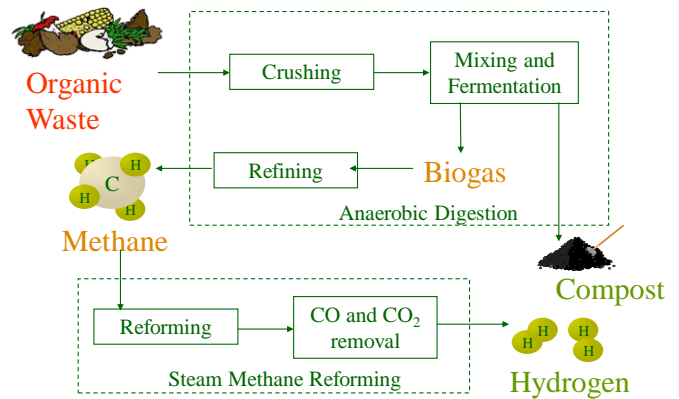 Organic
Waste
Crushing
Mixing and
Fermentation
H
H
C
H
H
Methane
Refining
Biogas
Anaerobic Digestion
Compost
Reforming
CO and CO₂
removal
Steam Methane Reforming
H
H
H
H
Hydrogen